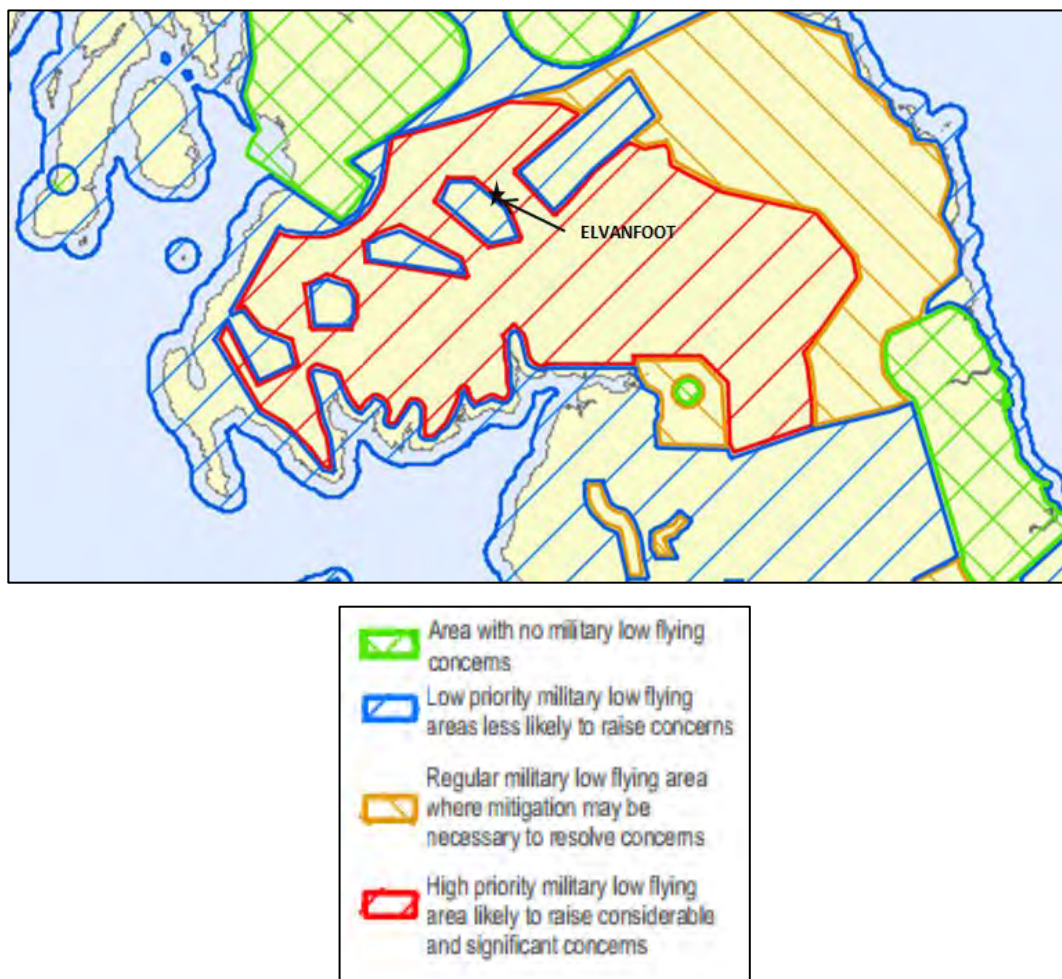 ELVANFOOT
Area with no military low flying
concerns
Low priority military low flying
areas less likely to raise concerns
Regular military low flying area
where mitigation may be
necessary to resolve concerns
High priority military low flying
area likely to raise considerable
and significant concerns